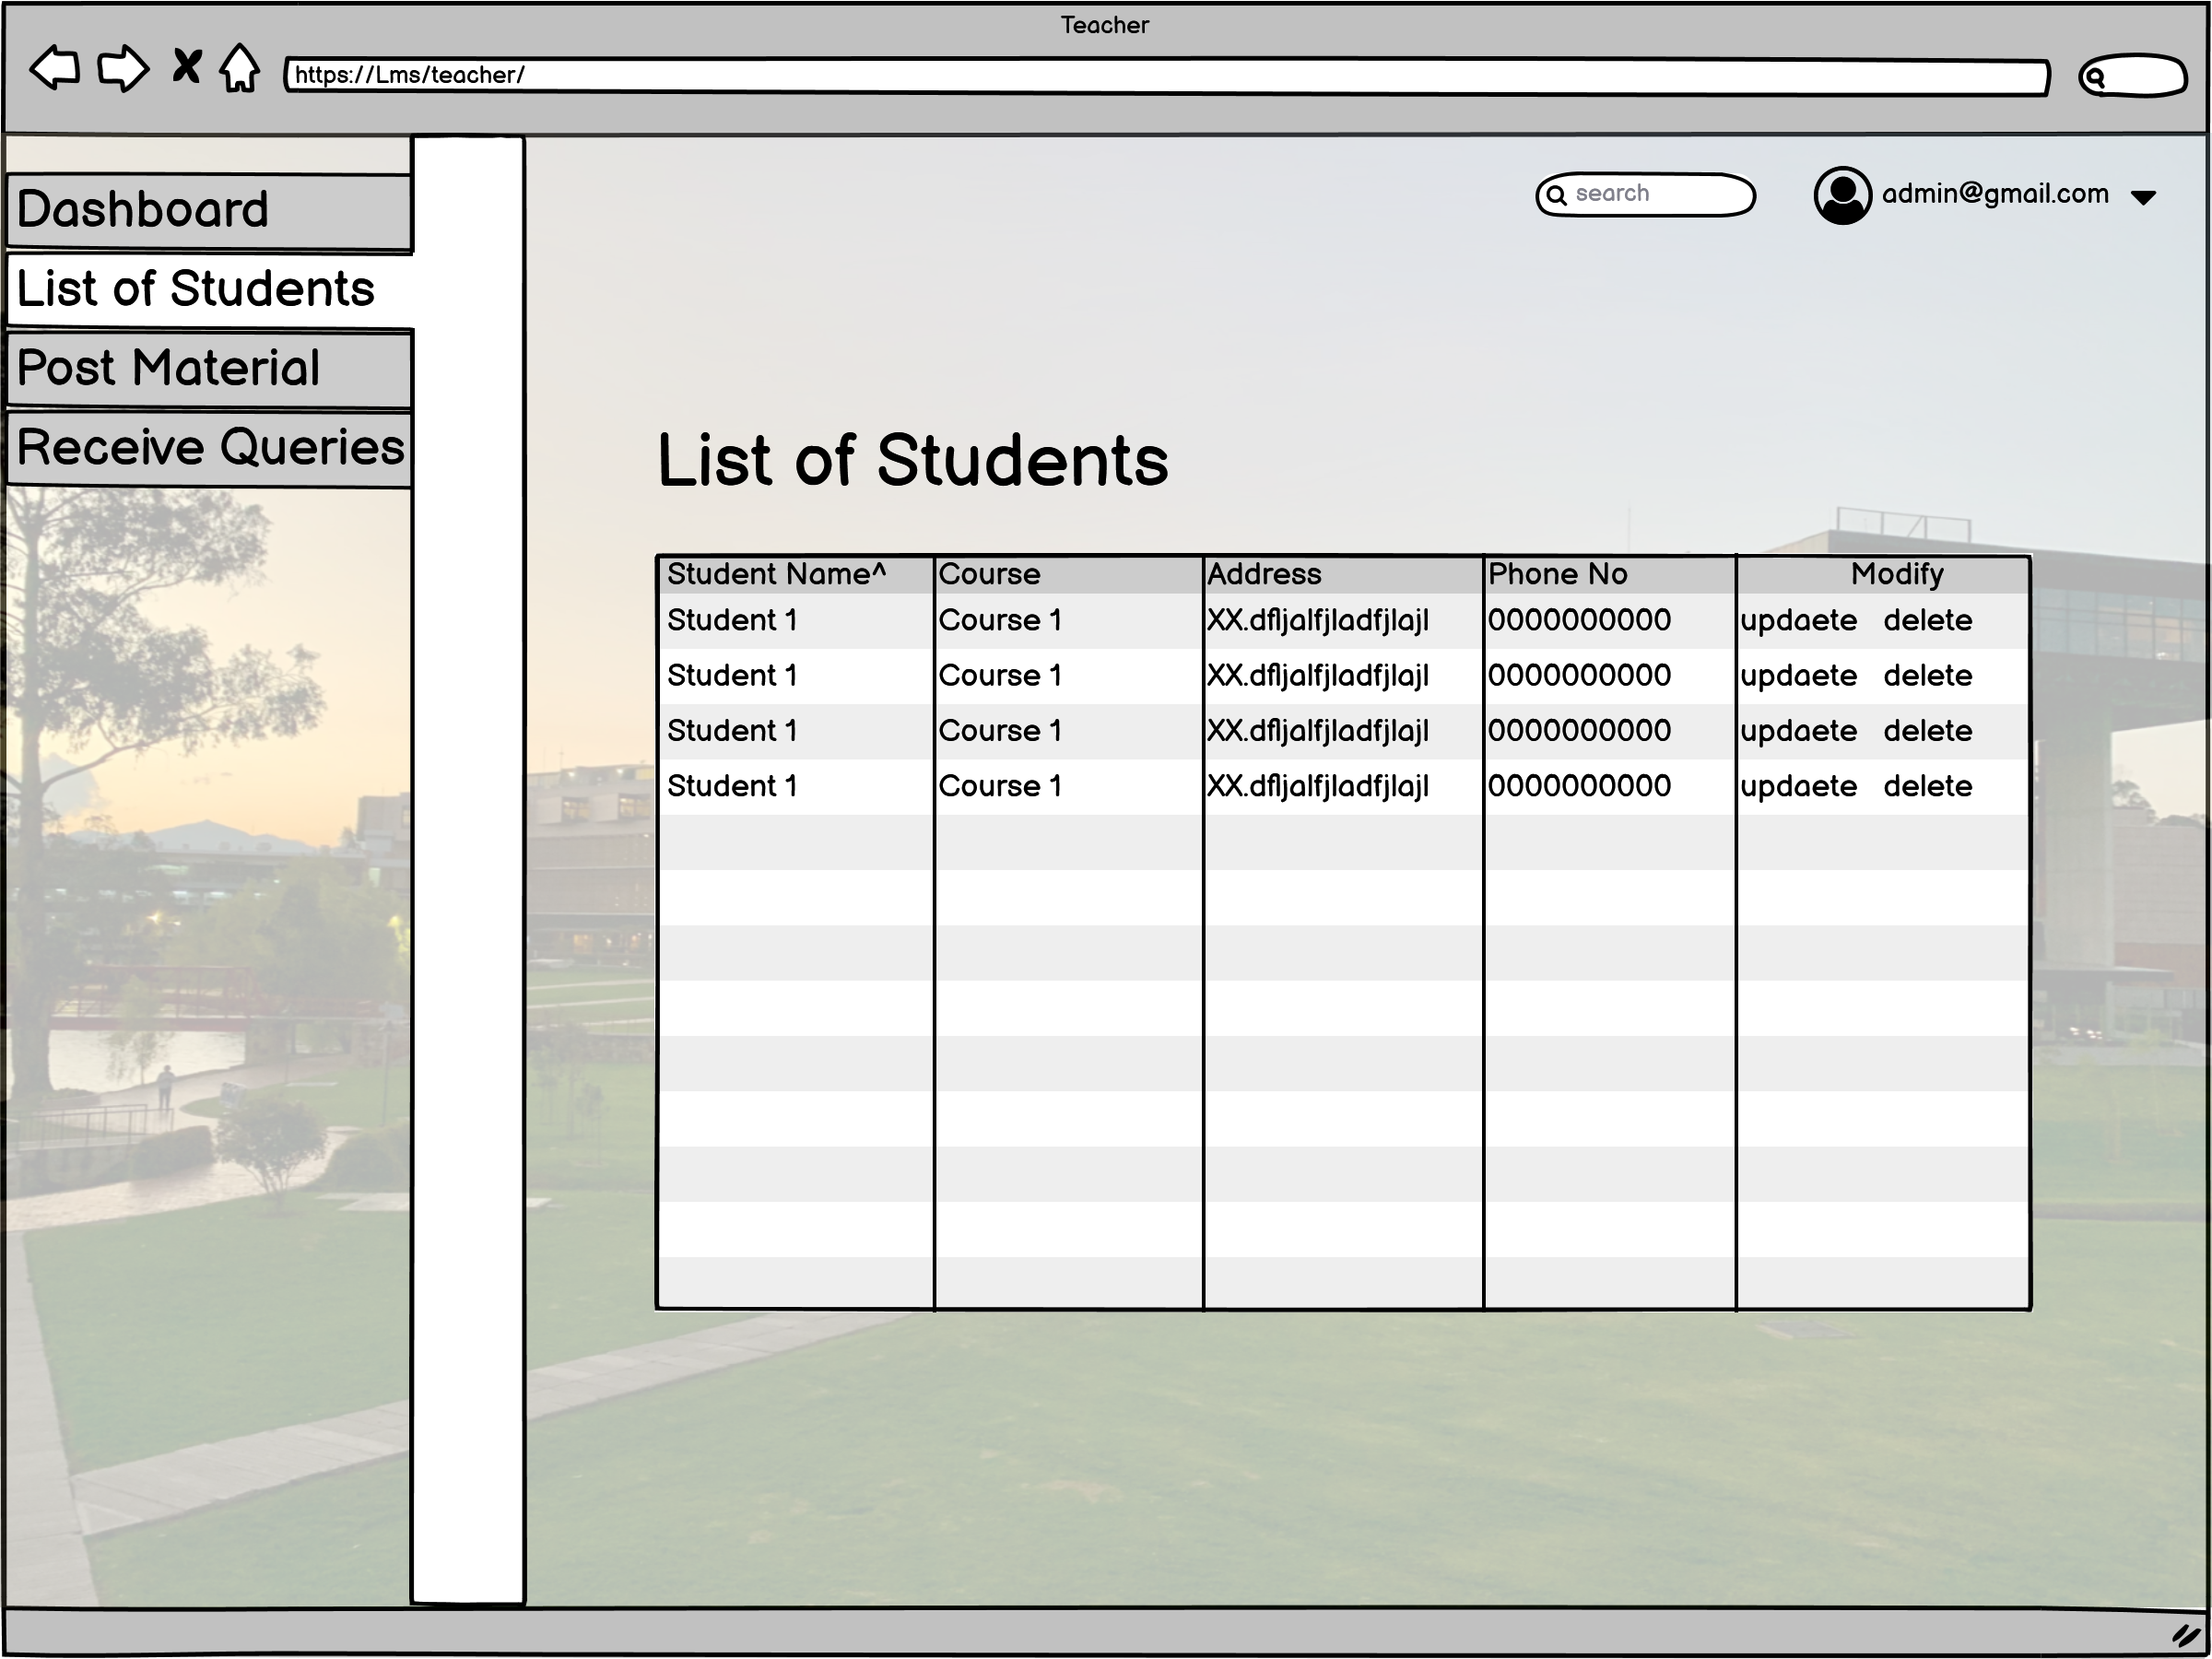 Teacher
https://Lms/teacher/
search
admin@gmail.com
Dashboard
List of Students
Post Material
Receive Queries
List of Students
Student Name^ Course Address Phone No Modify
Student 1 Course 1 XX.dfljalfjladfjlajl 0000000000 updaete delete
Student 1 Course 1 XX.dfljalfjladfjlajl 0000000000 updaete delete
Student 1 Course 1 XX.dfljalfjladfjlajl 0000000000 updaete delete
Student 1 Course 1 XX.dfljalfjladfjlajl 0000000000 updaete delete